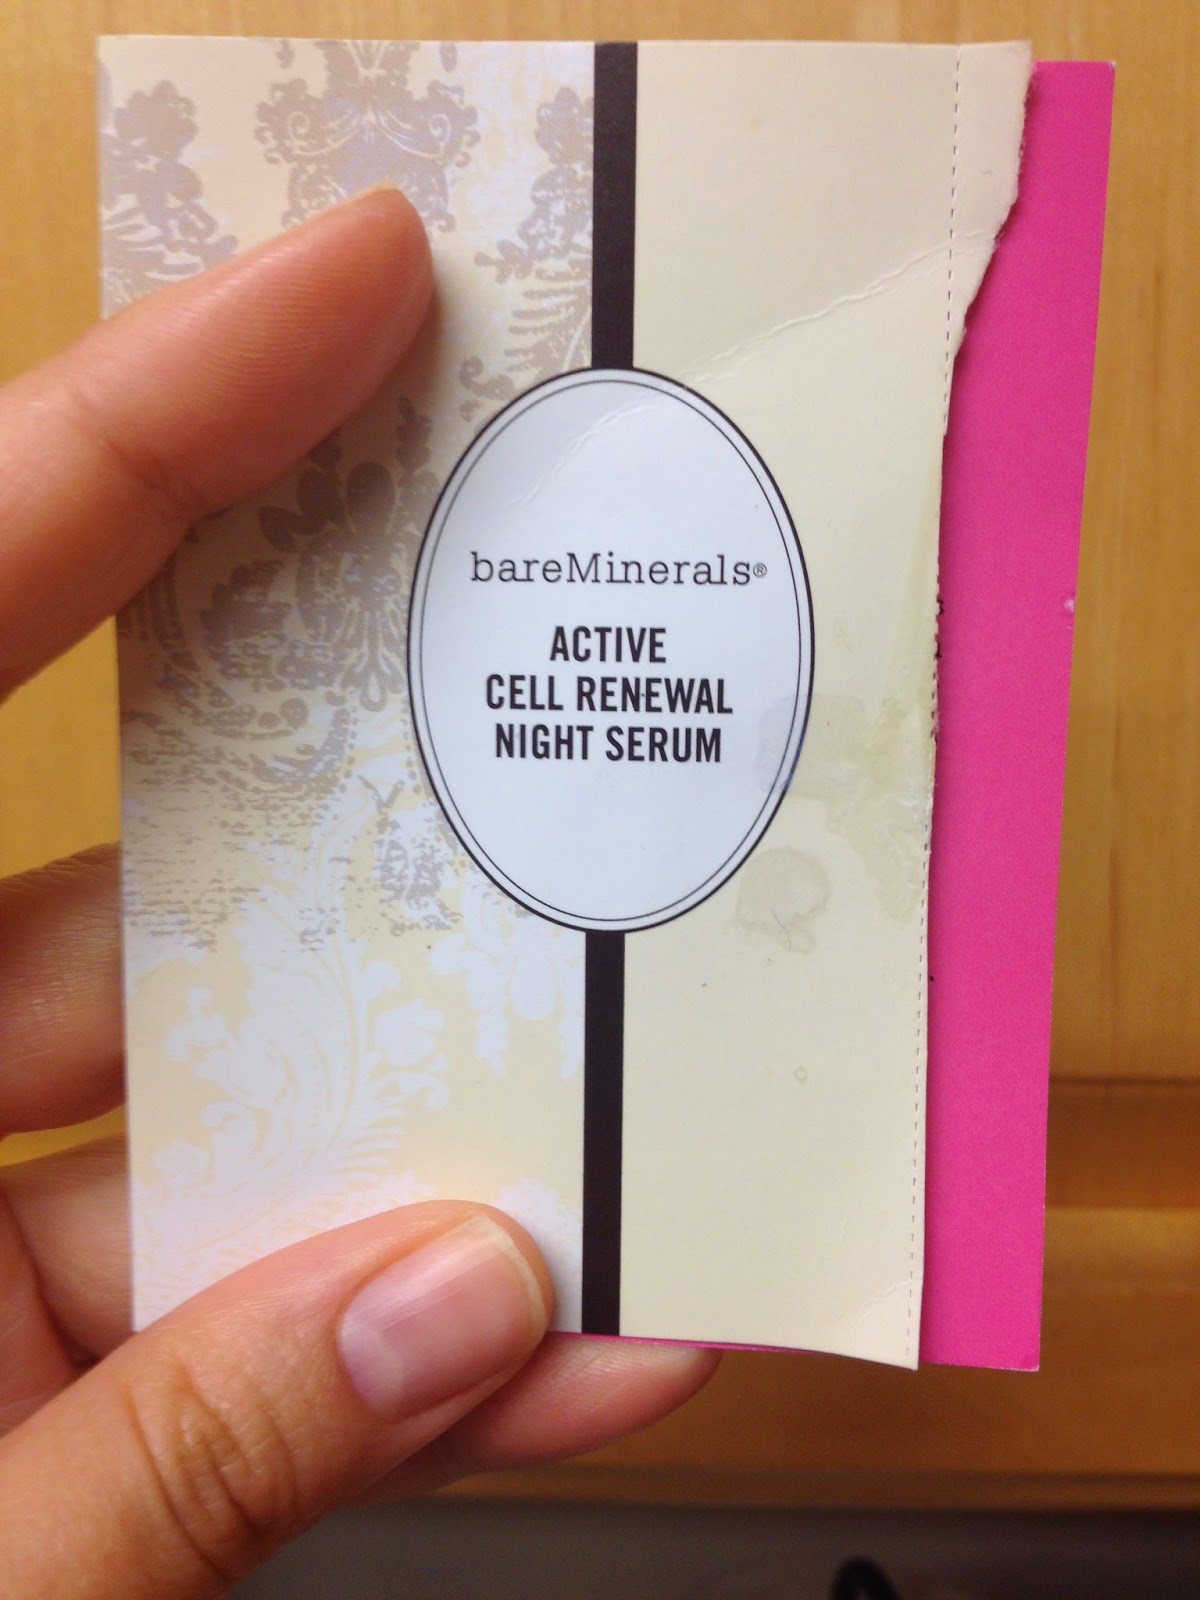 bareMinerals®
ACTIVE
CELL RENEWAL
NIGHT SERUM